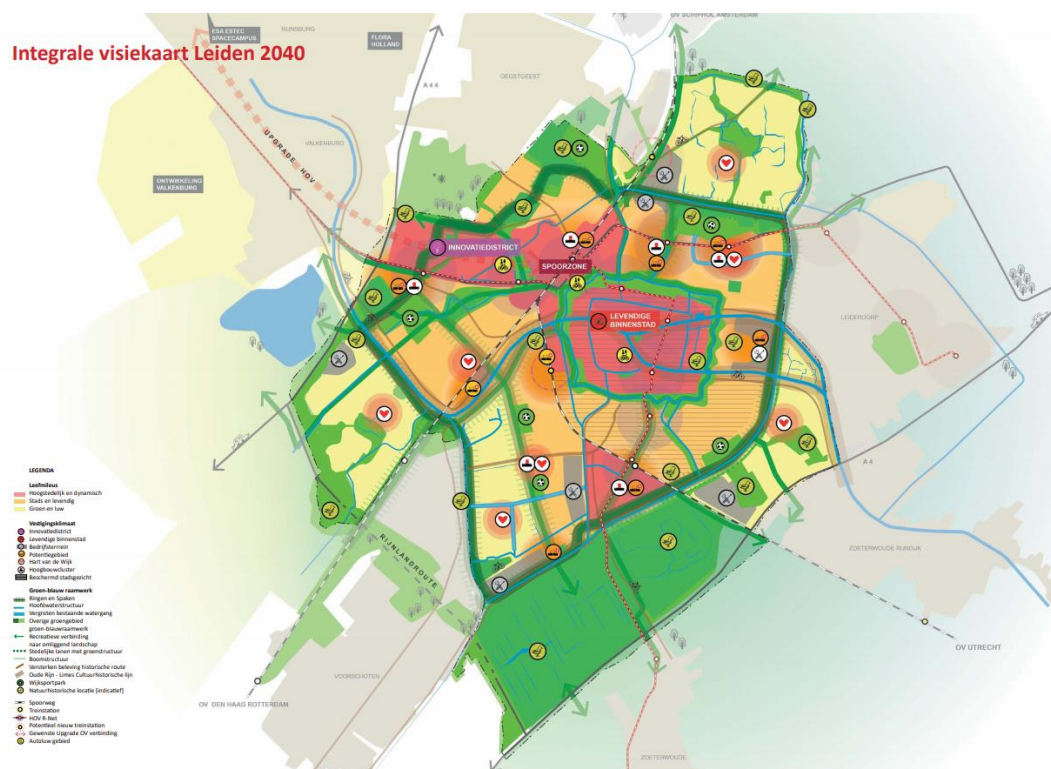 Integrale visiekaart Leiden 2040
ESA ESTEC
SPACECAMPUS
RIJNSBURG
FLORA
HOLLAND
OV SCHIPHOL AMSTERDAM
OEGSTGEEST
A 44
UPGRADE HOV
VALKENBURG
ONTWIKKELING
VALKENBURG
INNOVATIEDISTRICT
SPOORZONE
LEVENDIGE
BINNENSTAD
LEIDERDORP
A 4
RIJNLANDROUTE
ZOETERWOUDE RIJNDIJK
OV UTRECHT
VOORSCHOTEN
OV DEN HAAG ROTTERDAM
ZOETERWOUDE
LEGENDA
Leefmilieus
Hoogstedelijk en dynamisch
Stads en levendig
Groen en luw
Vestigingsklimaat
Innovatiedistrict
Levendige binnenstad
Bedrijfsterrein
Potentiegebied
Hart van de Wijk
Hoogbouwcluster
Beschermd stadsgezicht
Groen-blauw raamwerk
Ringen en Spaken
Hoofdwaterstructuur
Vergroten bestaande watergang
Overige groengebied
groen-blauwraamwerk
Recreatieve verbinding
naar omliggend landschap
Stedelijke lanen met groenstructuur
Boomstructuur
Versterken beleving historische route
Oude Rijn - Limes Cultuurhistorische lijn
Wijksportpark
Natuurhistorische locatie [indicatief]
Spoorweg
Treinstation
HOV R-Net
Potentieel nieuw treinstation
Gewenste Upgrade OV verbinding
Autoluw gebied